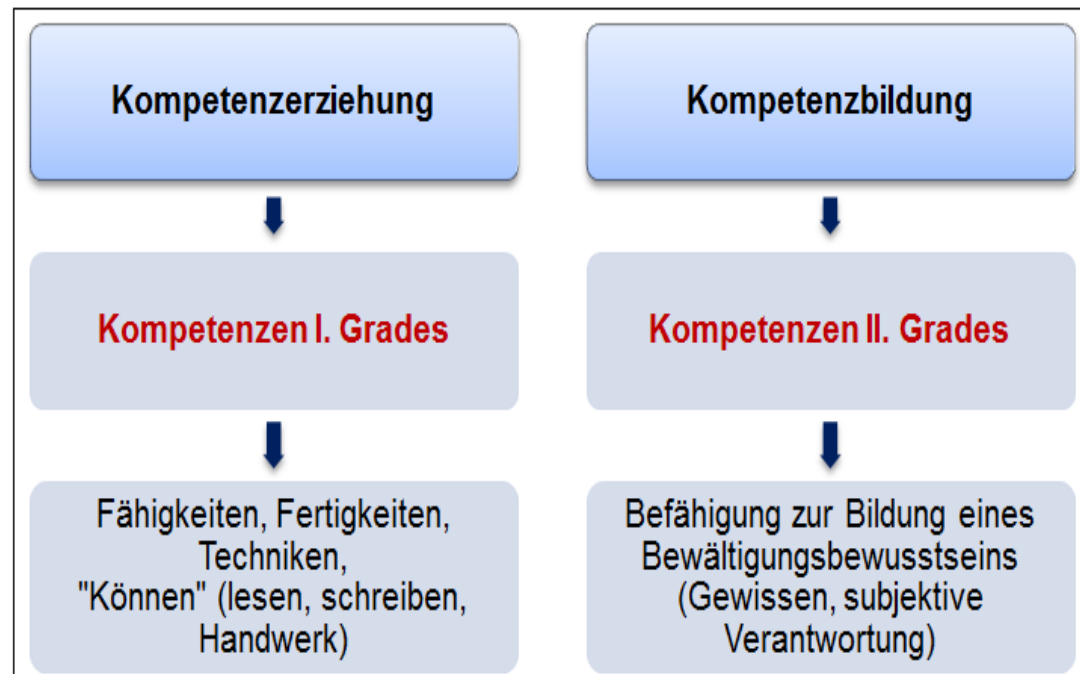 Kompetenzerziehung
Kompetenzen I. Grades
Fähigkeiten, Fertigkeiten,
Techniken,
"Können" (lesen, schreiben,
Handwerk)
Kompetenzbildung
Kompetenzen II. Grades
Befähigung zur Bildung eines
Bewältigungsbewusstseins
(Gewissen, subjektive
Verantwortung)